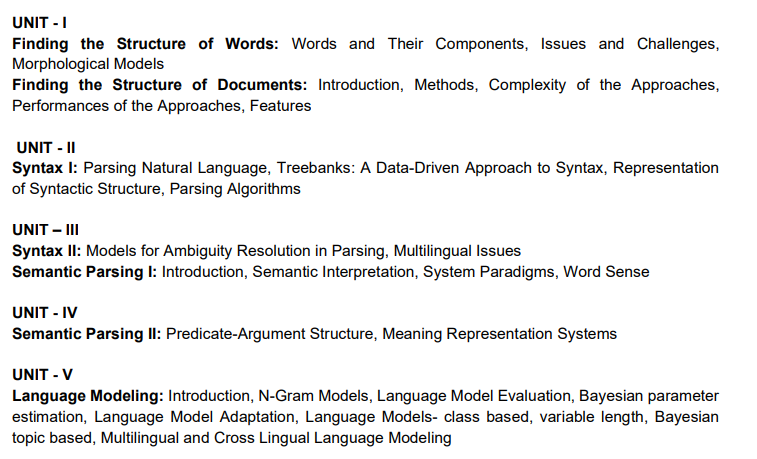 UNIT - I
Finding the Structure of Words: Words and Their Components, Issues and Challenges,
Morphological Models
Finding the Structure of Documents: Introduction, Methods, Complexity of the Approaches,
Performances of the Approaches, Features
UNIT - II
Syntax I: Parsing Natural Language, Treebanks: A Data-Driven Approach to Syntax, Representation
of Syntactic Structure, Parsing Algorithms
UNIT – III
Syntax II: Models for Ambiguity Resolution in Parsing, Multilingual Issues
Semantic Parsing I: Introduction, Semantic Interpretation, System Paradigms, Word Sense
UNIT - IV
Semantic Parsing II: Predicate-Argument Structure, Meaning Representation Systems
UNIT - V
Language Modeling: Introduction, N-Gram Models, Language Model Evaluation, Bayesian parameter
estimation, Language Model Adaptation, Language Models- class based, variable length, Bayesian
topic based, Multilingual and Cross Lingual Language Modeling